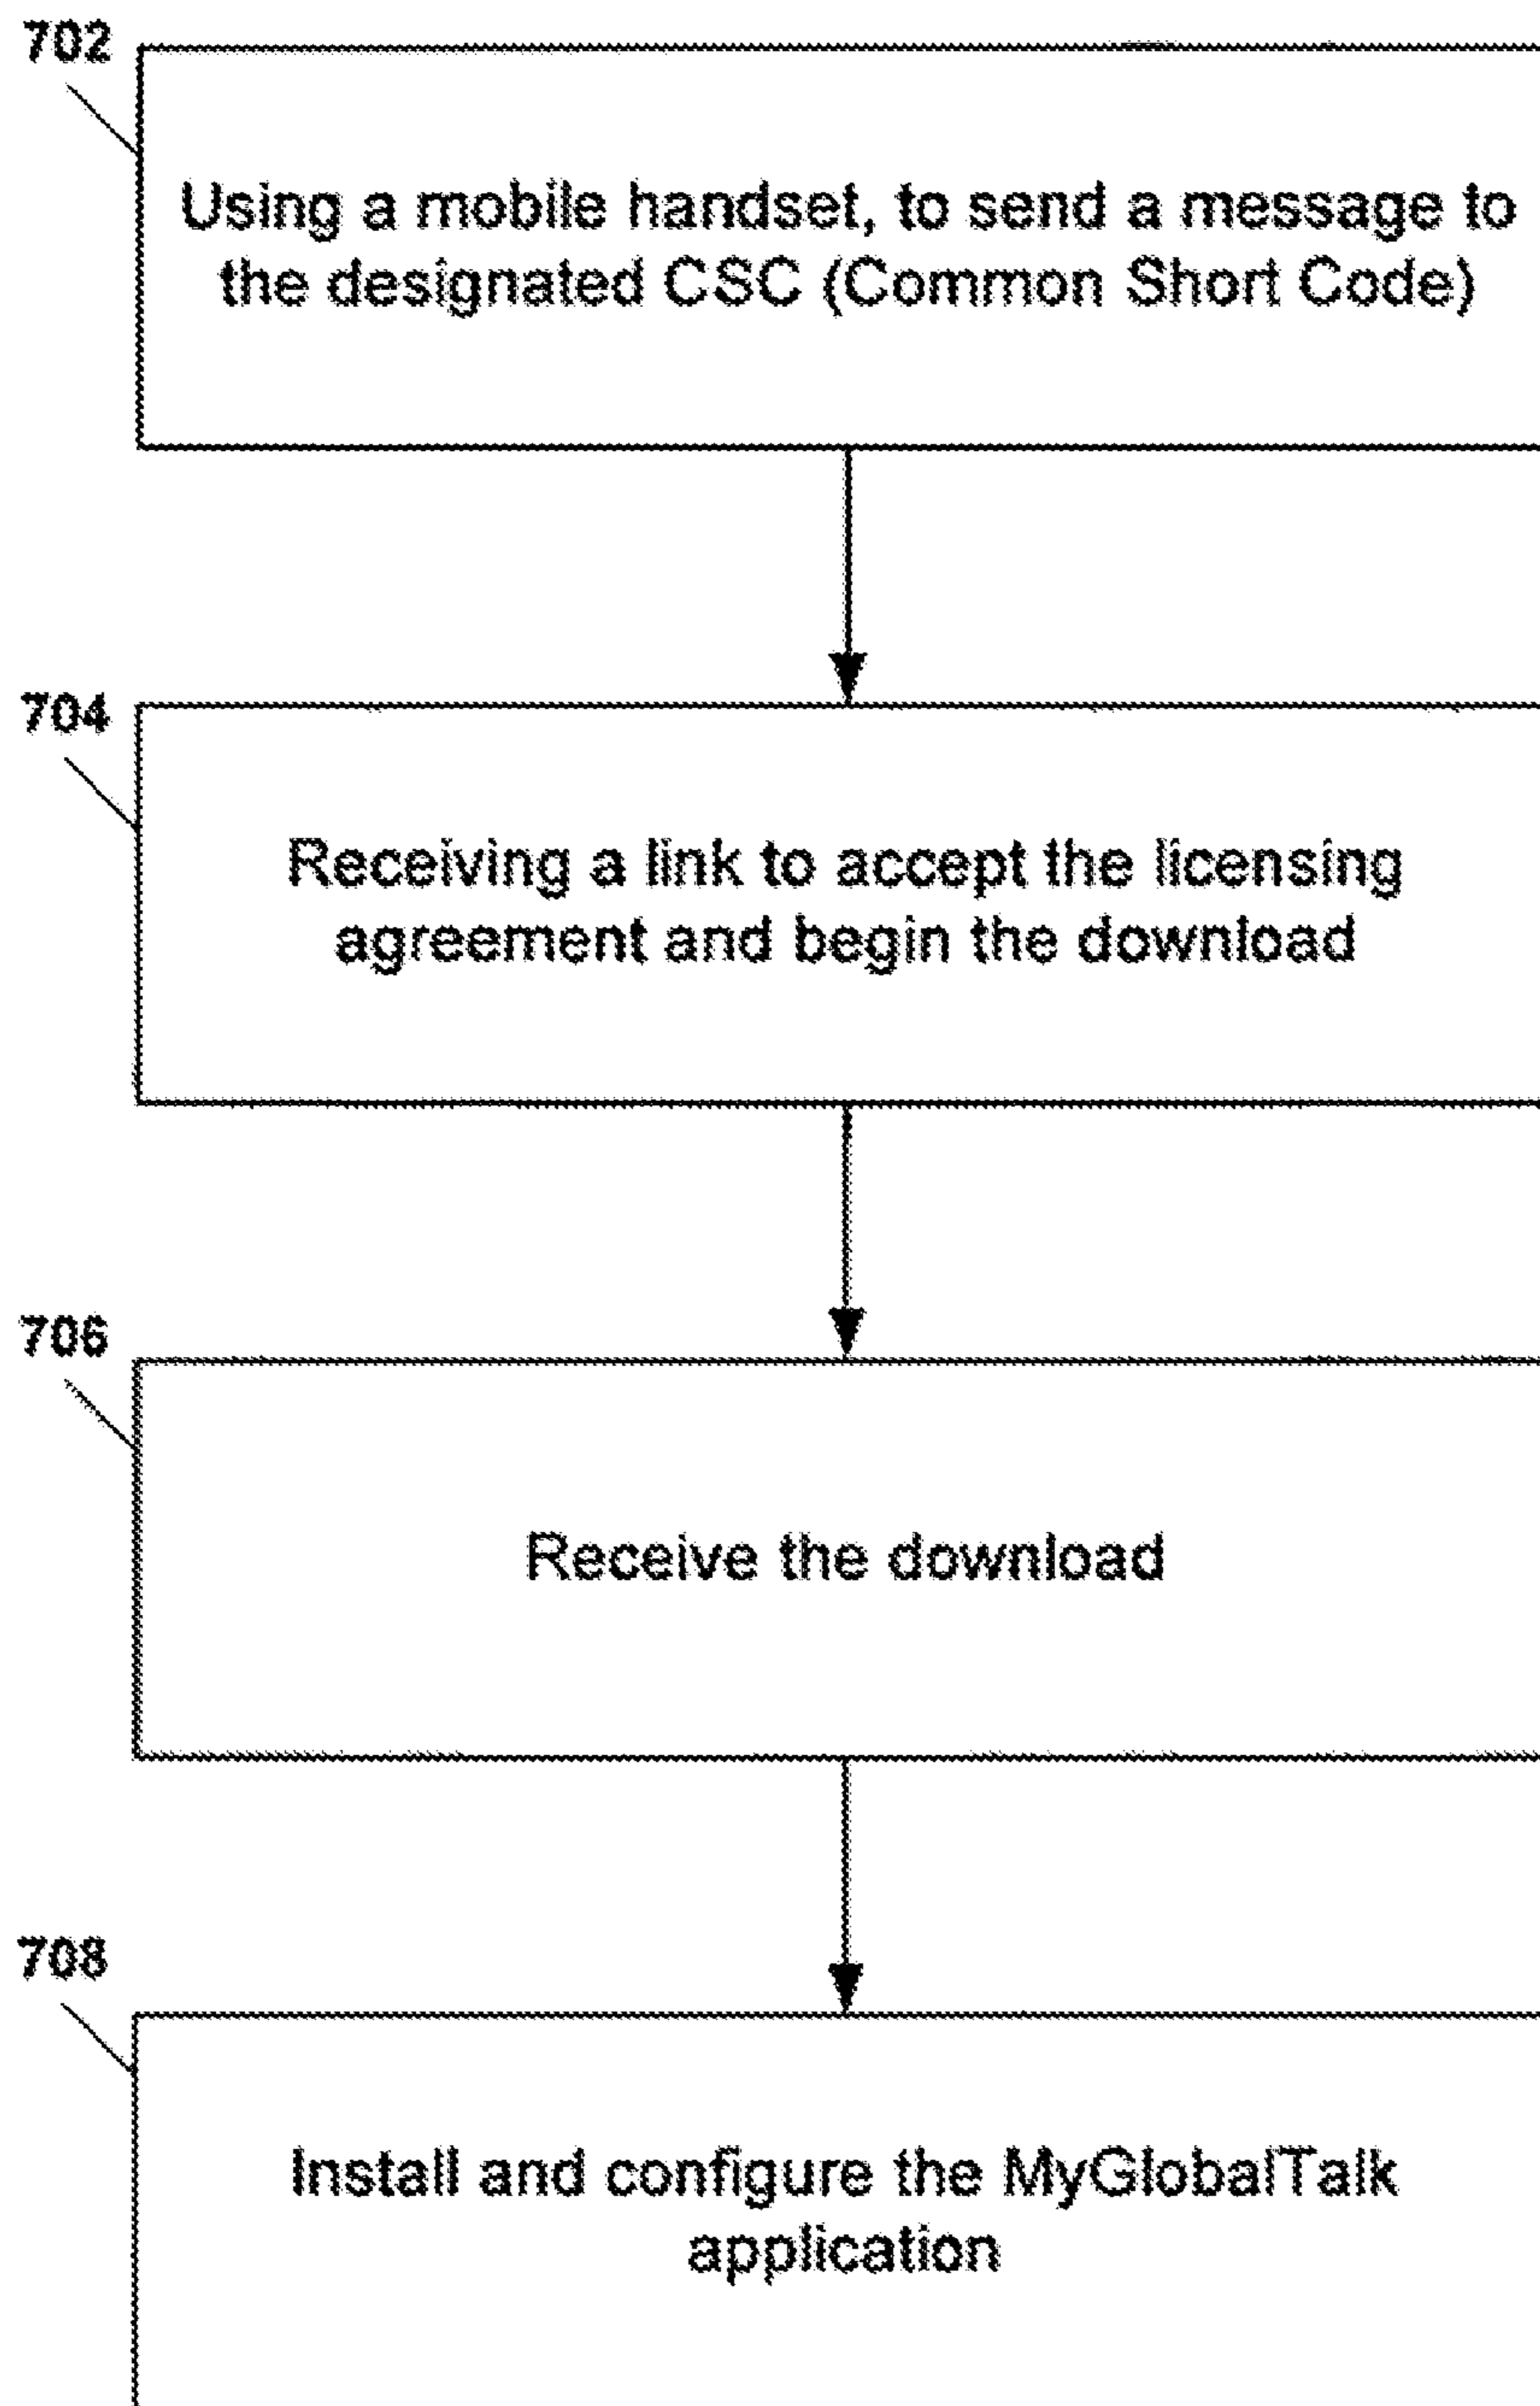 702
Using a mobile handset, to send a message to
the designated CSC (Common Short Code)
704
Receiving a link to accept the licensing
agreement and begin the download
706
Receive the download
708
Install and configure the MyGlobalTalk
application